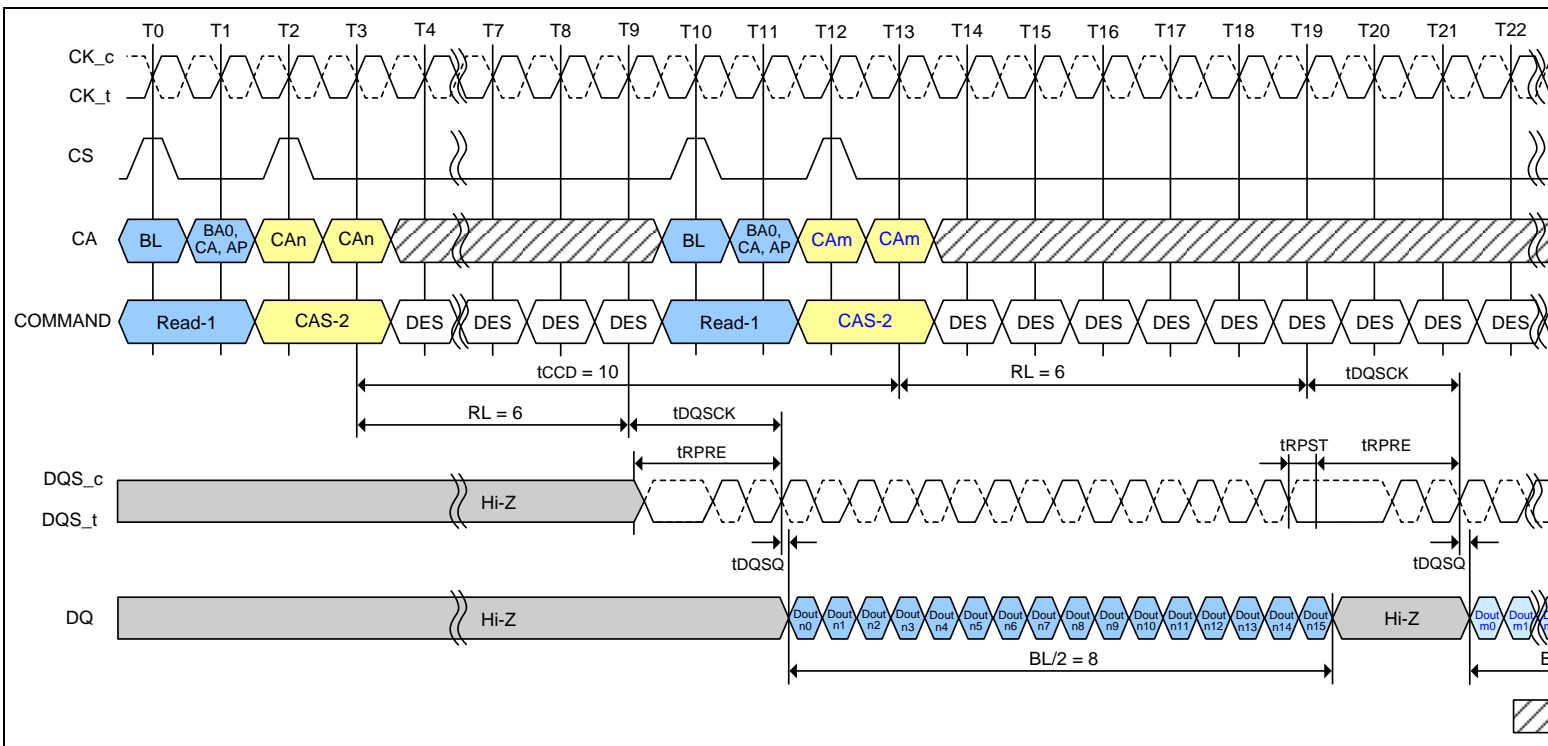 T0 T1 T2 T3 T4 T7 T8 T9 T10 T11 T12 T13 T14 T15 T16 T17 T18 T19 T20 T21 T22
CK_c
CK_t
CS
CA BL BA0, CA, AP CAn CAn BL BA0, CA, AP CAm CAm
COMMAND Read-1 CAS-2 DES DES DES DES Read-1 CAS-2 DES DES DES DES DES DES DES DES DES
tCCD = 10 RL = 6 tDQSCK
RL = 6 tDQSCK
tRPRE tRPST tRPRE
DQS_c
DQS_t
Hi-Z
tDQSQ tDQSQ
DQ Hi-Z Dout n0 Dout n1 Dout n2 Dout n3 Dout n4 Dout n5 Dout n6 Dout n7 Dout n8 Dout n9 Dout n10 Dout n11 Dout n12 Dout n13 Dout n14 Dout n15 Hi-Z Dout m0 Dout m1
BL/2 = 8